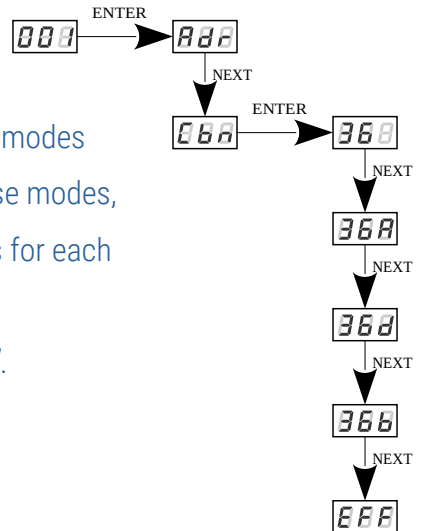 ENTER
001 Adr
NEXT
ENTER
modes Cbn 36
se modes, NEXT
36A
s for each
NEXT
36d
.
NEXT
36b
NEXT
EFF